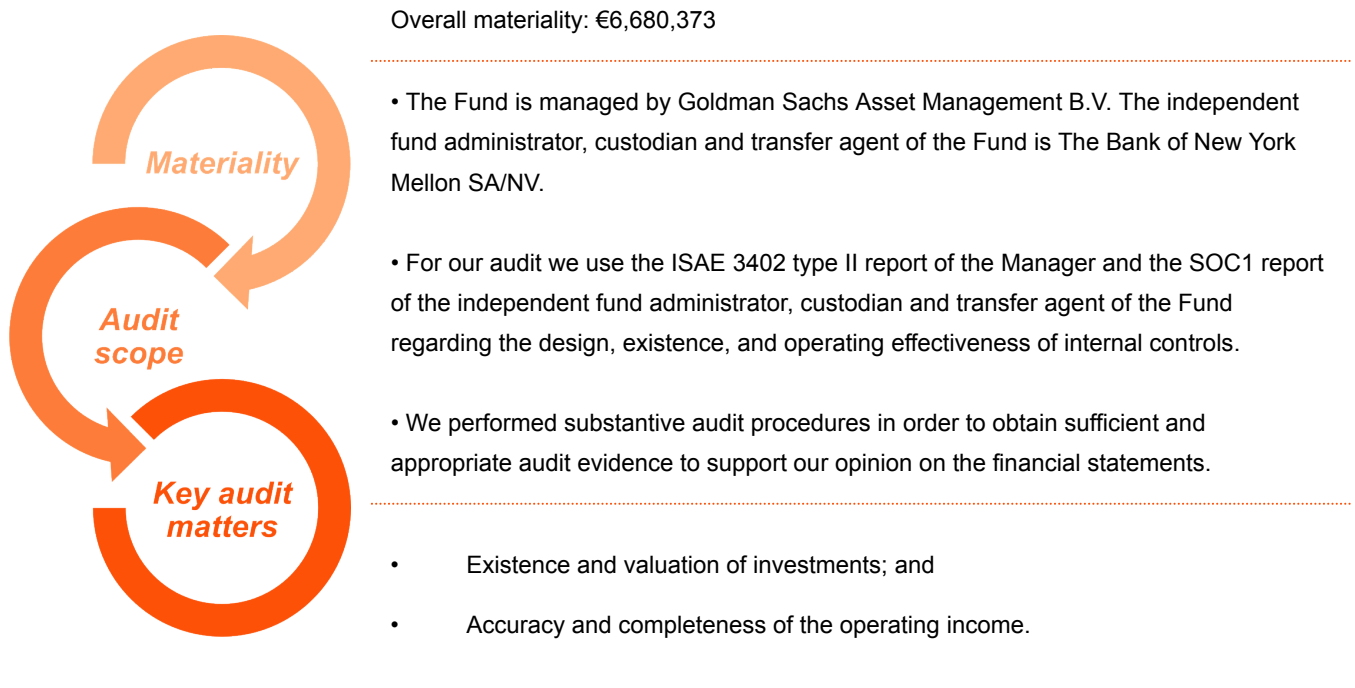 Overall materiality: €6,680,373
Materiality
• The Fund is managed by Goldman Sachs Asset Management B.V. The independent
fund administrator, custodian and transfer agent of the Fund is The Bank of New York
Mellon SA/NV.
• For our audit we use the ISAE 3402 type II report of the Manager and the SOC1 report
of the independent fund administrator, custodian and transfer agent of the Fund
regarding the design, existence, and operating effectiveness of internal controls.
Audit
scope
• We performed substantive audit procedures in order to obtain sufficient and
appropriate audit evidence to support our opinion on the financial statements.
Key audit
matters
• Existence and valuation of investments; and
• Accuracy and completeness of the operating income.